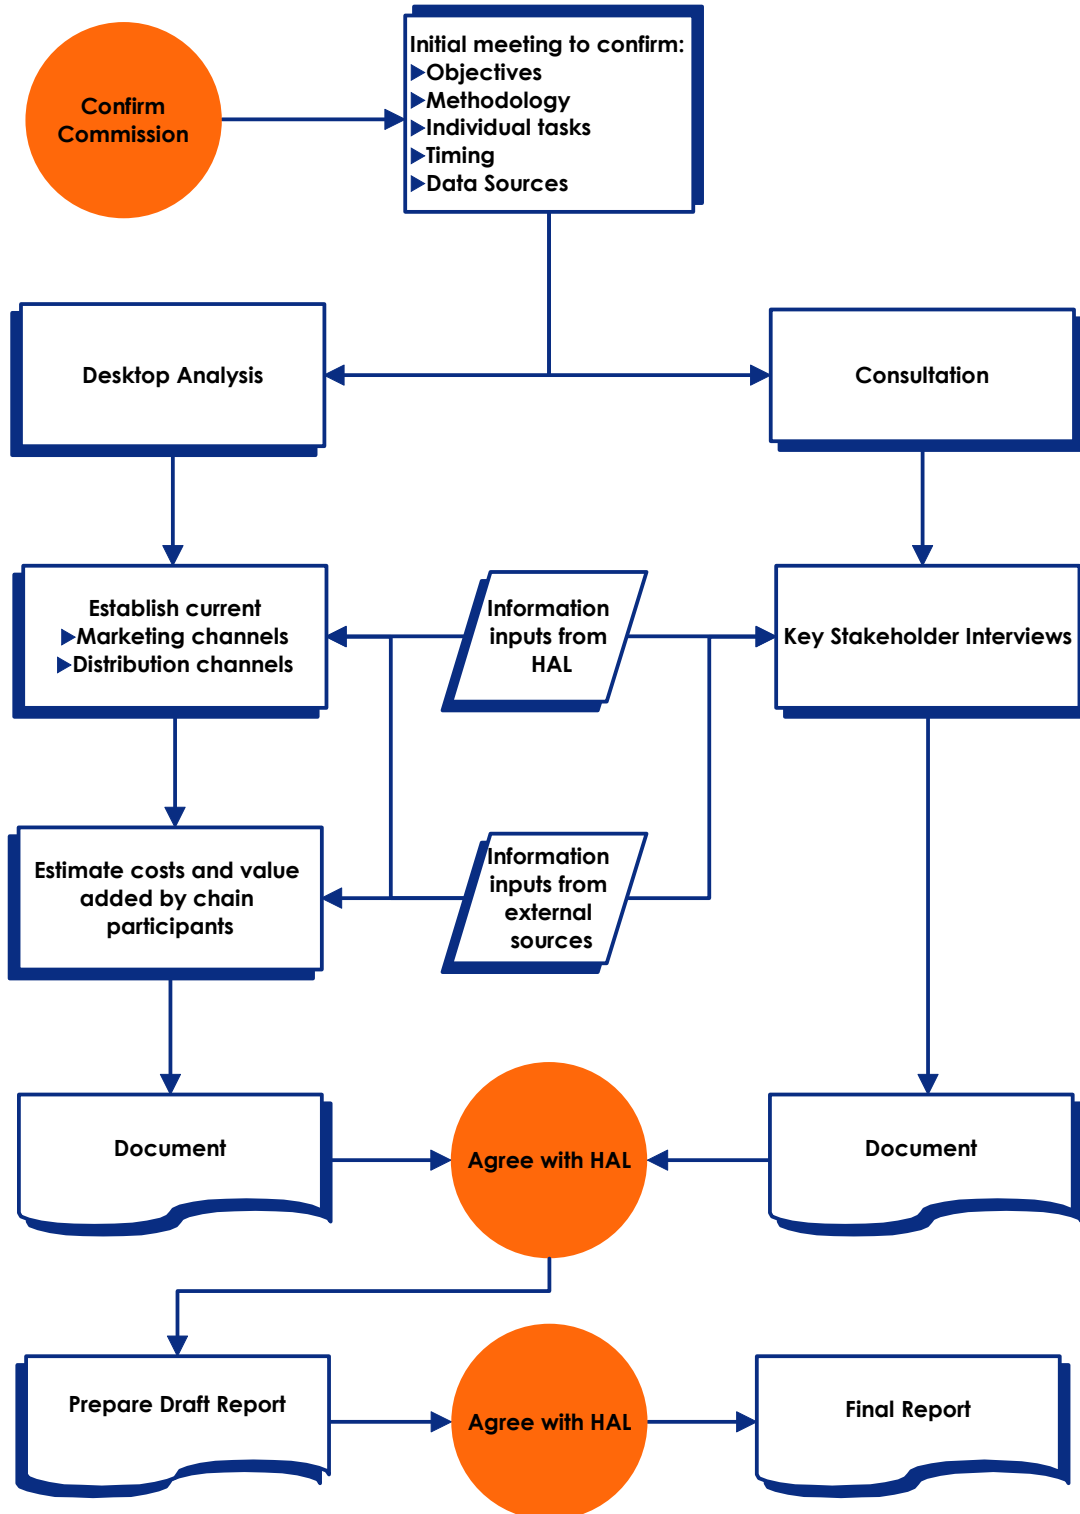 Confirm
Commission
Initial meeting to confirm:
Objectives
Methodology
Individual tasks
Timing
Data Sources
Desktop Analysis
Consultation
Establish current
Marketing channels
Distribution channels
Information
inputs from
HAL
Key Stakeholder Interviews
Estimate costs and value
added by chain
participants
Information
inputs from
external
sources
Document
Agree with HAL
Document
Prepare Draft Report
Agree with HAL
Final Report